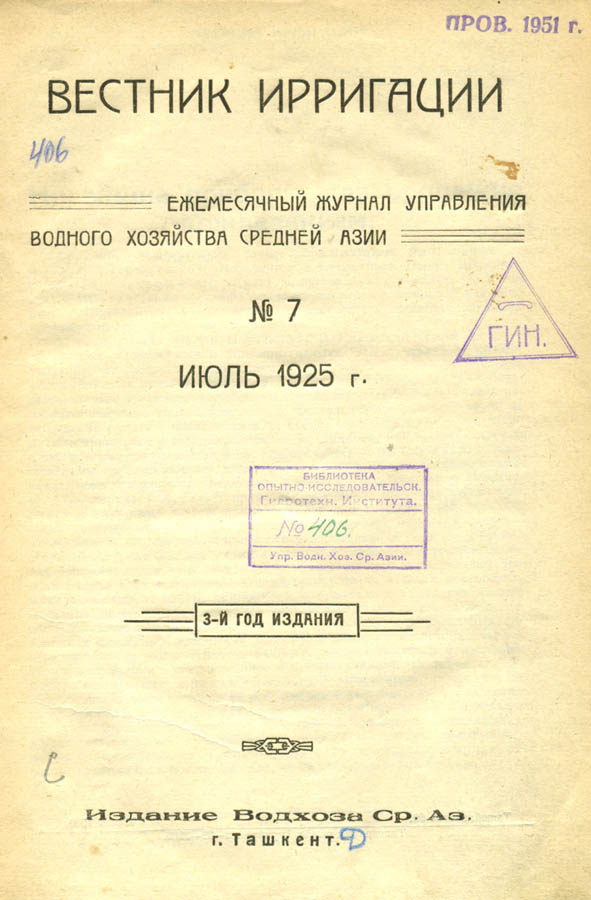 ПРОВ. 1951 г.
ВЕСТНИК ИРРИГАЦИИ
406
ЕЖЕМЕСЯЧНЫЙ ЖУРНАЛ УПРАВЛЕНИЯ
ВОДНОГО ХОЗЯЙСТВА СРЕДНЕЙ АЗИИ
№ 7
ГИН.
ИЮЛЬ 1925 г.
БИБЛИОТЕКА
ОПЫТНО-ИССЛЕДОВАТЕЛЬСК.
Гидротехн. Института.
№ 406.
Упр. Водн. Хоз. Ср. Азии.
3-Й ГОД ИЗДАНИЯ
Издание Водхоза Ср. Аз.
г. Ташкент.